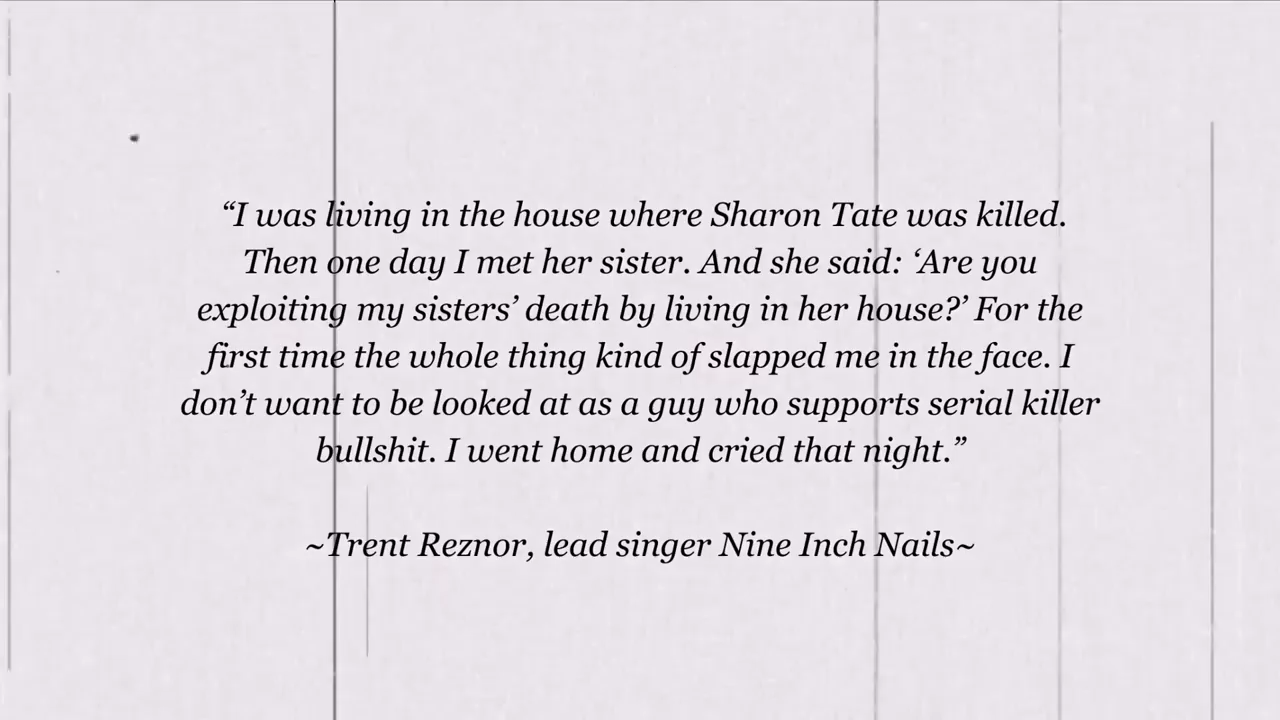 “I was living in the house where Sharon Tate was killed.
Then one day I met her sister. And she said: ‘Are you
exploiting my sisters’ death by living in her house?’ For the
first time the whole thing kind of slapped me in the face. I
don’t want to be looked at as a guy who supports serial killer
bullshit. I went home and cried that night.”
~Trent Reznor, lead singer Nine Inch Nails~